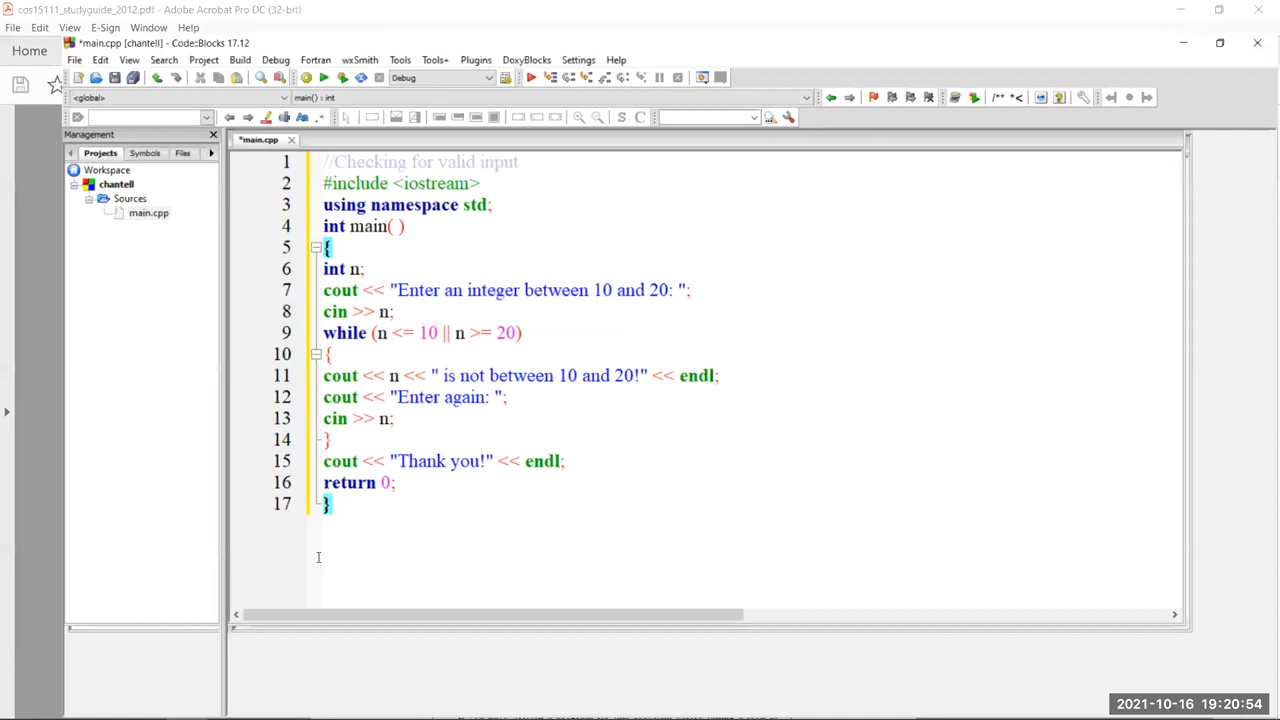 cos15111_studyguide_2012.pdf - Adobe Acrobat Pro DC (32-bit)
File Edit View E-Sign Window Help
Home
*main.cpp [chantell] - Code::Blocks 17.12
File Edit View Search Project Build Debug Fortran wxSmith Tools Tools+ Plugins DoxyBlocks Settings Help
Debug
<global> main() : int
Management
*main.cpp
Projects Symbols Files
Workspace
chantell
Sources
main.cpp
1 //Checking for valid input
2 #include <iostream>
3 using namespace std;
4 int main( )
5 {
6 int n;
7 cout << "Enter an integer between 10 and 20: ";
8 cin >> n;
9 while (n <= 10 || n >= 20)
10 {
11 cout << n << " is not between 10 and 20!" << endl;
12 cout << "Enter again: ";
13 cin >> n;
14 }
15 cout << "Thank you!" << endl;
16 return 0;
17 }
2021-10-16 19:20:54